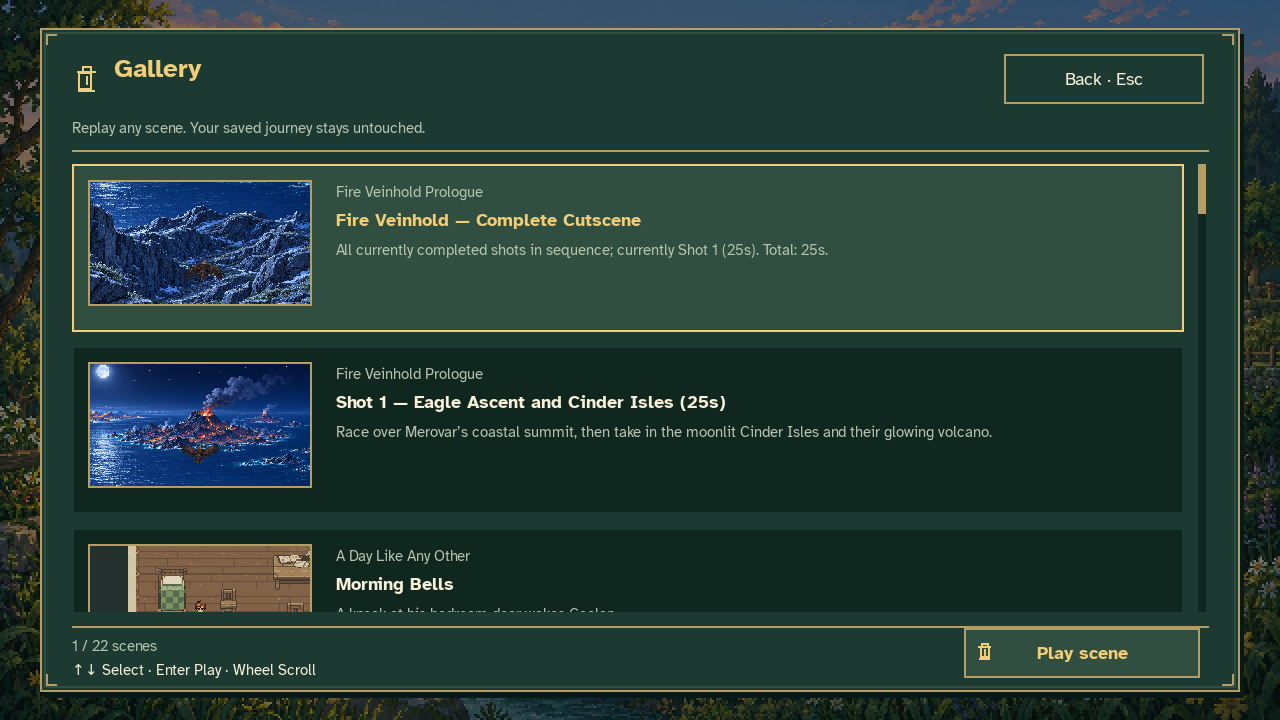 Gallery
Back · Esc
Replay any scene. Your saved journey stays untouched.
Fire Veinhold Prologue
Fire Veinhold — Complete Cutscene
All currently completed shots in sequence; currently Shot 1 (25s). Total: 25s.
Fire Veinhold Prologue
Shot 1 — Eagle Ascent and Cinder Isles (25s)
Race over Merovar's coastal summit, then take in the moonlit Cinder Isles and their glowing volcano.
A Day Like Any Other
Morning Bells
1 / 22 scenes
↑↓ Select · Enter Play · Wheel Scroll
Play scene